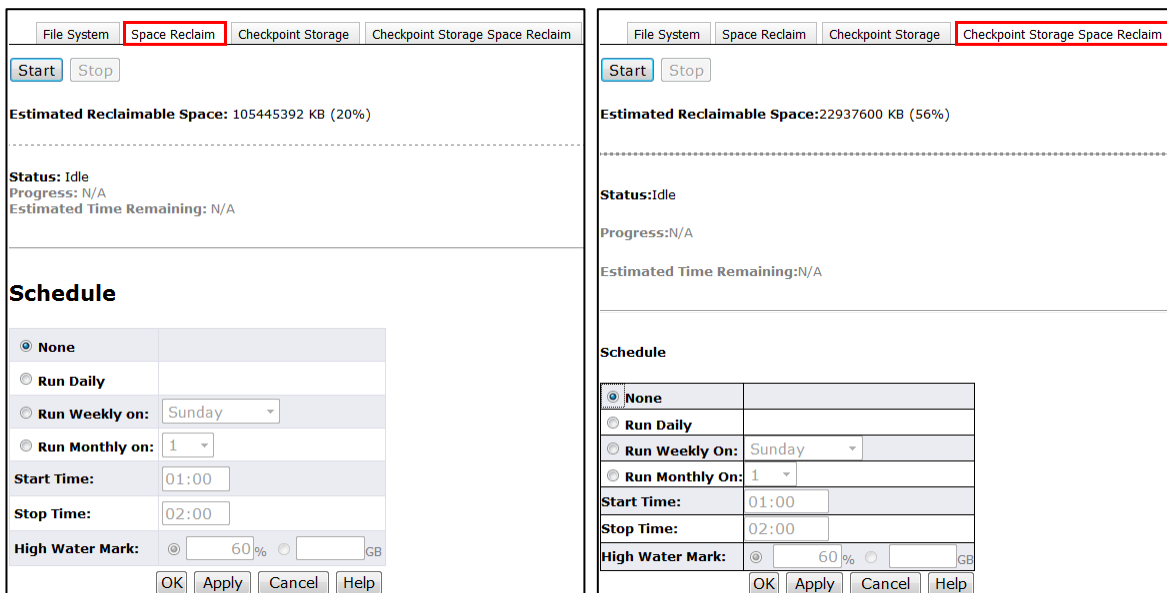 File System Space Reclaim Checkpoint Storage Checkpoint Storage Space Reclaim
Start Stop
Estimated Reclaimable Space: 105445392 KB (20%)
Status: Idle
Progress: N/A
Estimated Time Remaining: N/A
Schedule
None
Run Daily
Run Weekly on: Sunday
Run Monthly on: 1
Start Time: 01:00
Stop Time: 02:00
High Water Mark: 60 % GB
OK Apply Cancel Help
File System Space Reclaim Checkpoint Storage Checkpoint Storage Space Reclaim
Start Stop
Estimated Reclaimable Space:22937600 KB (56%)
Status:Idle
Progress:N/A
Estimated Time Remaining:N/A
Schedule
None
Run Daily
Run Weekly On: Sunday
Run Monthly On: 1
Start Time: 01:00
Stop Time: 02:00
High Water Mark: 60 % GB
OK Apply Cancel Help